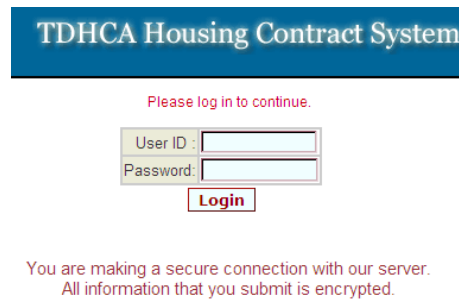 TDHCA Housing Contract System
Please log in to continue.
User ID :
Password:
Login
You are making a secure connection with our server.
All information that you submit is encrypted.